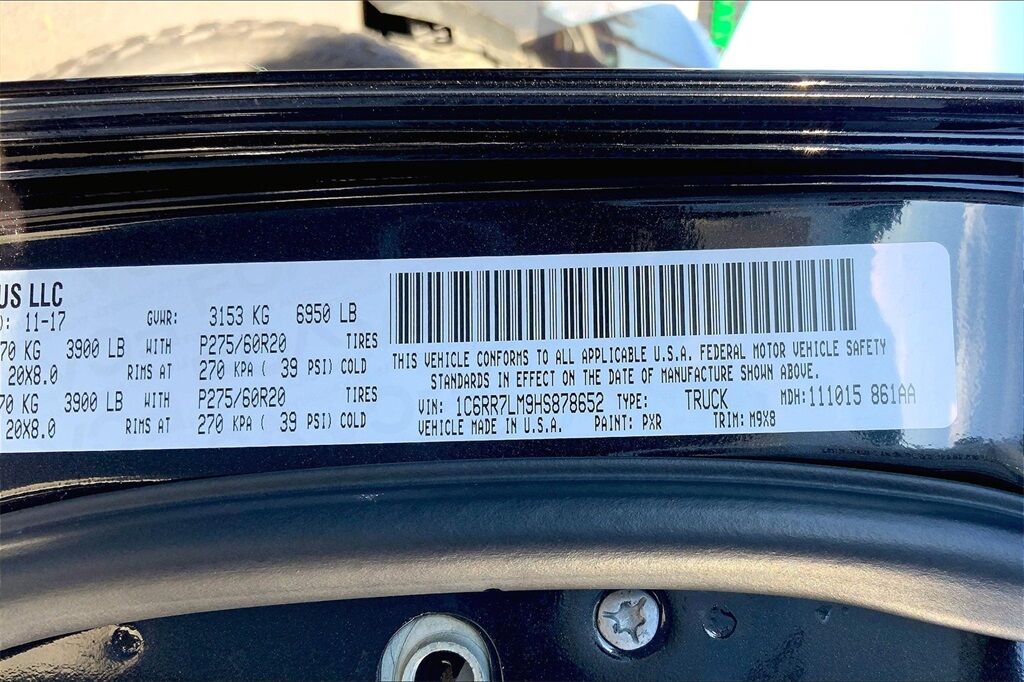 US LLC
: 11-17 GVWR: 3153 KG 6950 LB
70 KG 3900 LB WITH P275/60R20 TIRES
20X8.0 RIMS AT 270 KPA ( 39 PSI) COLD
70 KG 3900 LB WITH P275/60R20 TIRES
20X8.0 RIMS AT 270 KPA ( 39 PSI) COLD
THIS VEHICLE CONFORMS TO ALL APPLICABLE U.S.A. FEDERAL MOTOR VEHICLE SAFETY
STANDARDS IN EFFECT ON THE DATE OF MANUFACTURE SHOWN ABOVE.
VIN: 1C6RR7LM9HS878652 TYPE: TRUCK MDH: 111015 861AA
VEHICLE MADE IN U.S.A. PAINT: PXR TRIM: M9X8